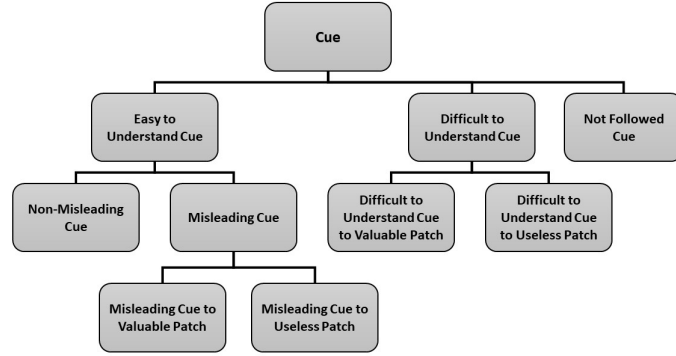 Cue
Easy to
Understand Cue
Difficult to
Understand Cue
Not Followed
Cue
Non-Misleading
Cue
Misleading Cue
Difficult to
Understand Cue
to Valuable Patch
Difficult to
Understand Cue
to Useless Patch
Misleading Cue to
Valuable Patch
Misleading Cue to
Useless Patch